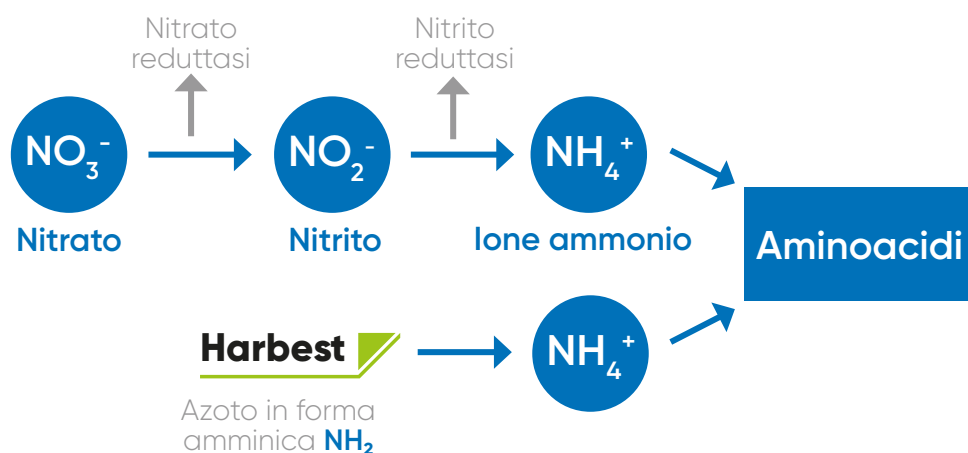 Nitrato
reduttasi
Nitrito
reduttasi
NO₃⁻
NO₂⁻
NH₄⁺
Nitrato
Nitrito
Ione ammonio
Aminoacidi
Harbest
NH₄⁺
Azoto in forma
amminica NH₂